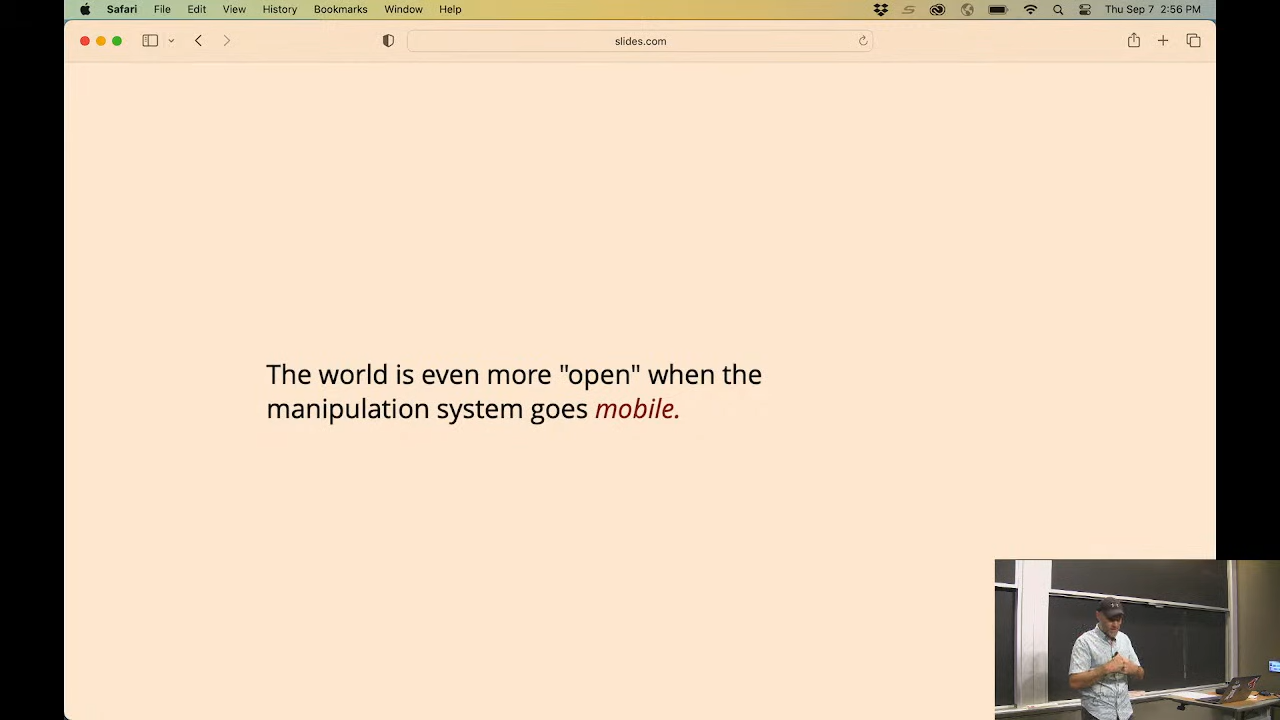 Safari File Edit View History Bookmarks Window Help Thu Sep 7 2:56 PM
slides.com
The world is even more "open" when the
manipulation system goes mobile.